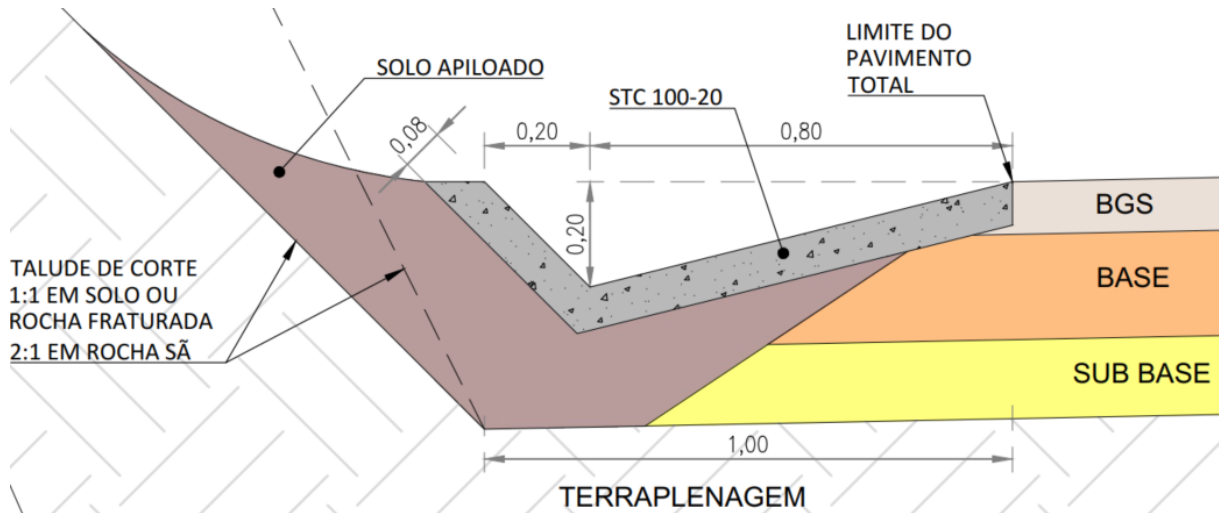 LIMITE DO
PAVIMENTO
TOTAL
SOLO APILOADO
STC 100-20
0,08
0,20
0,80
0,20
BGS
BASE
SUB BASE
TALUDE DE CORTE
1:1 EM SOLO OU
ROCHA FRATURADA
2:1 EM ROCHA SÃ
1,00
TERRAPLENAGEM